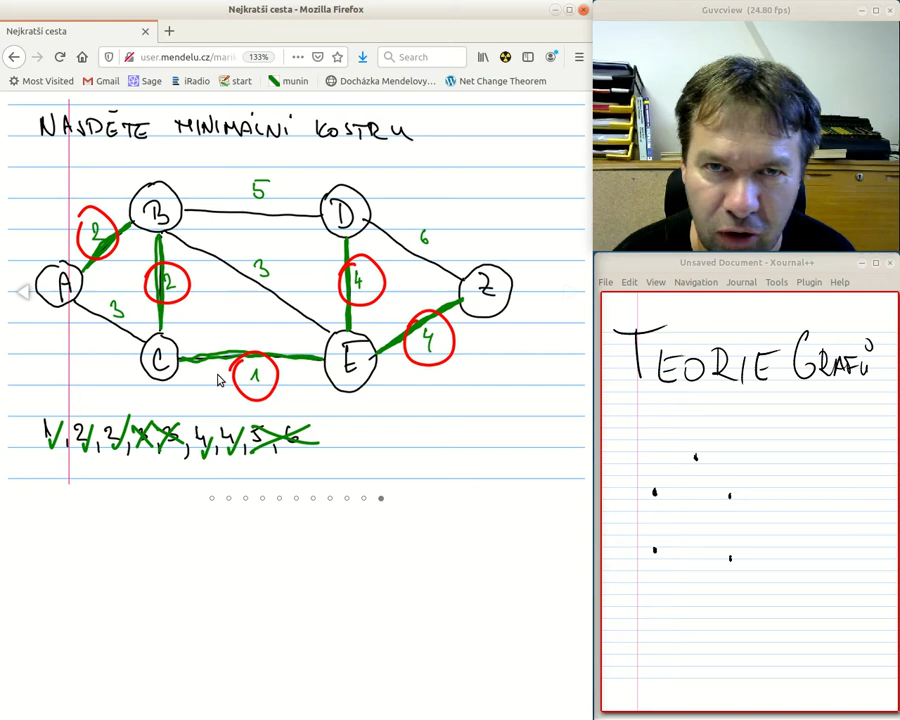 Nejkratší cesta - Mozilla Firefox
Nejkratší cesta
user.mendelu.cz/mari
133%
Search
Most Visited
Gmail
Sage
iRadio
start
munin
Docházka Mendelovy…
Net Change Theorem
NAJDĚTE MINIMÁLNÍ KOSTRU
5
B
D
2
6
3
A
2
4
Z
3
4
C
E
1
1, 2, 2, 3, 3, 4, 4, 5, 6
Guvcview (24.80 fps)
Unsaved Document - Xournal++
File Edit View Navigation Journal Tools Plugin Help
TEORIE GRAFŮ